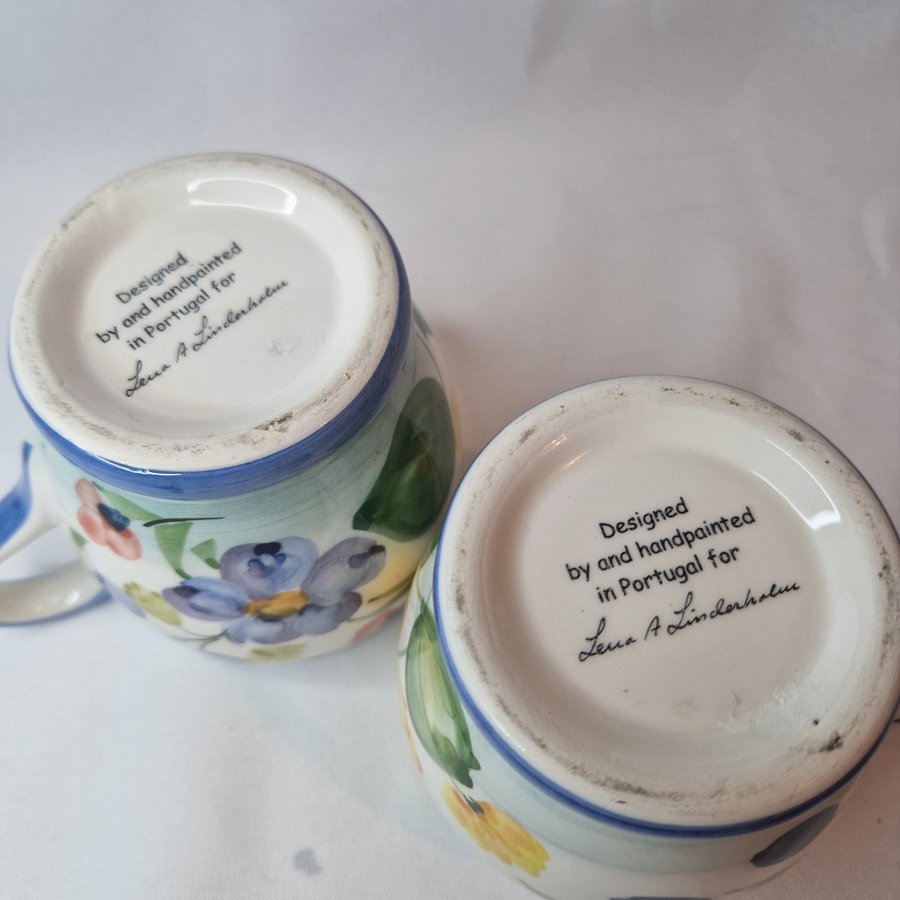 Designed
by and handpainted
in Portugal for
Lena A Linderholm
Designed
by and handpainted
in Portugal for
Lena A Linderholm